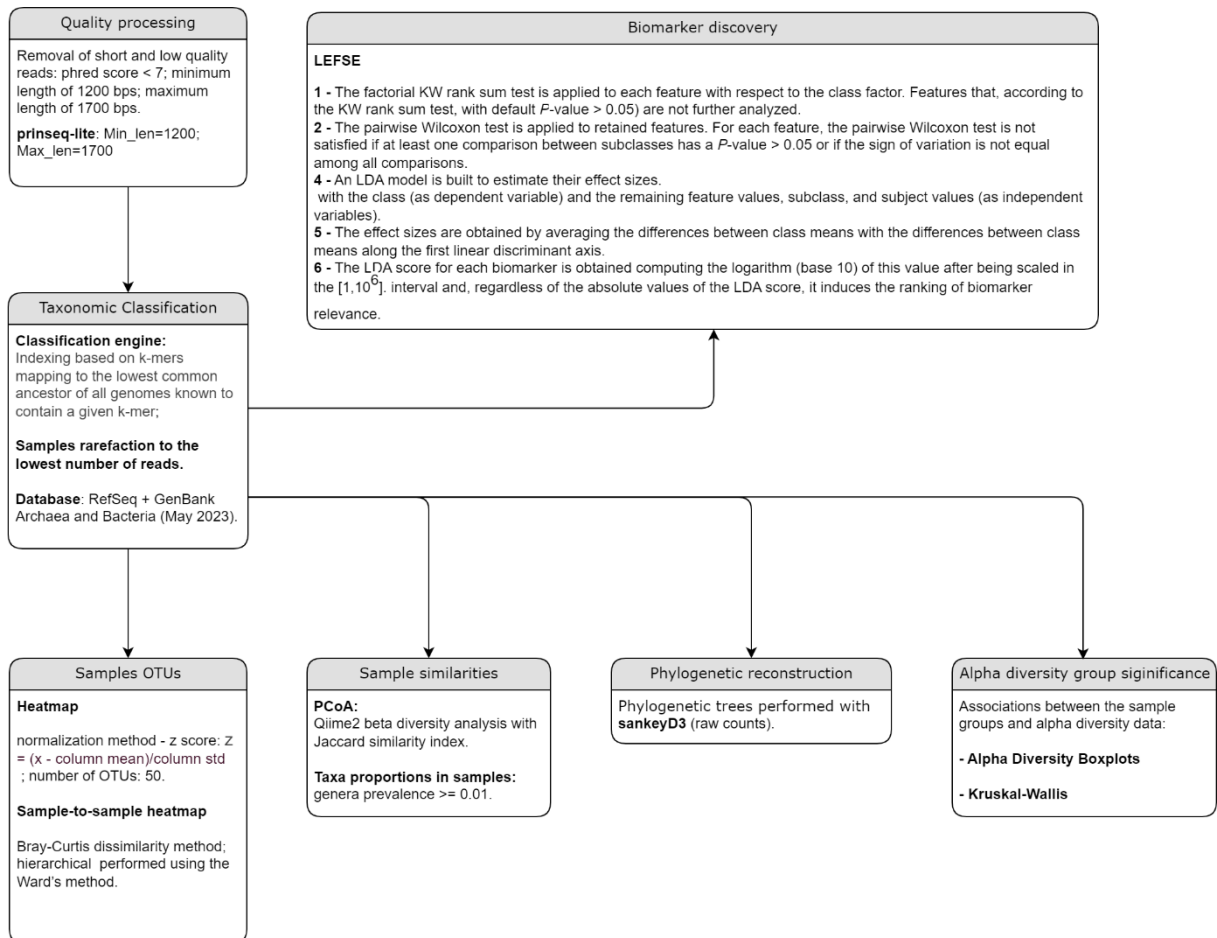 Quality processing
Removal of short and low quality
reads: phred score < 7; minimum
length of 1200 bps; maximum
length of 1700 bps.
prinseq-lite: Min_len=1200;
Max_len=1700
Biomarker discovery
LEFSE
1 - The factorial KW rank sum test is applied to each feature with respect to the class factor. Features that, according to
the KW rank sum test, with default P-value > 0.05) are not further analyzed.
2 - The pairwise Wilcoxon test is applied to retained features. For each feature, the pairwise Wilcoxon test is not
satisfied if at least one comparison between subclasses has a P-value > 0.05 or if the sign of variation is not equal
among all comparisons.
4 - An LDA model is built to estimate their effect sizes.
with the class (as dependent variable) and the remaining feature values, subclass, and subject values (as independent
variables).
5 - The effect sizes are obtained by averaging the differences between class means with the differences between class
means along the first linear discriminant axis.
6 - The LDA score for each biomarker is obtained computing the logarithm (base 10) of this value after being scaled in
the [1,10^6]. interval and, regardless of the absolute values of the LDA score, it induces the ranking of biomarker
relevance.
Taxonomic Classification
Classification engine:
Indexing based on k-mers
mapping to the lowest common
ancestor of all genomes known to
contain a given k-mer;
Samples rarefaction to the
lowest number of reads.
Database: RefSeq + GenBank
Archaea and Bacteria (May 2023).
Samples OTUs
Heatmap
normalization method - z score: Z
= (x - column mean)/column std
; number of OTUs: 50.
Sample-to-sample heatmap
Bray-Curtis dissimilarity method;
hierarchical performed using the
Ward's method.
Sample similarities
PCoA:
Qiime2 beta diversity analysis with
Jaccard similarity index.
Taxa proportions in samples:
genera prevalence >= 0.01.
Phylogenetic reconstruction
Phylogenetic trees performed with
sankeyD3 (raw counts).
Alpha diversity group siginificance
Associations between the sample
groups and alpha diversity data:
- Alpha Diversity Boxplots
- Kruskal-Wallis